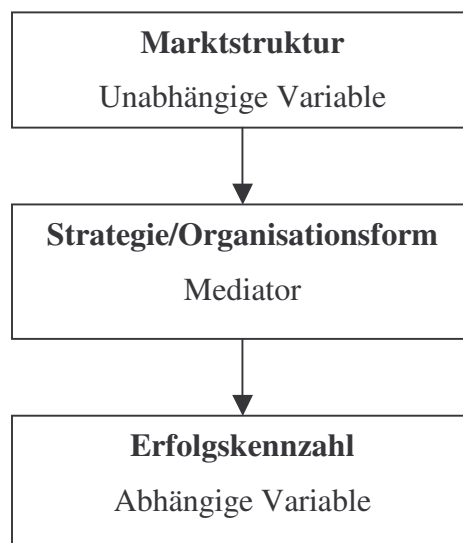 Marktstruktur
Unabhängige Variable
Strategie/Organisationsform
Mediator
Erfolgskennzahl
Abhängige Variable